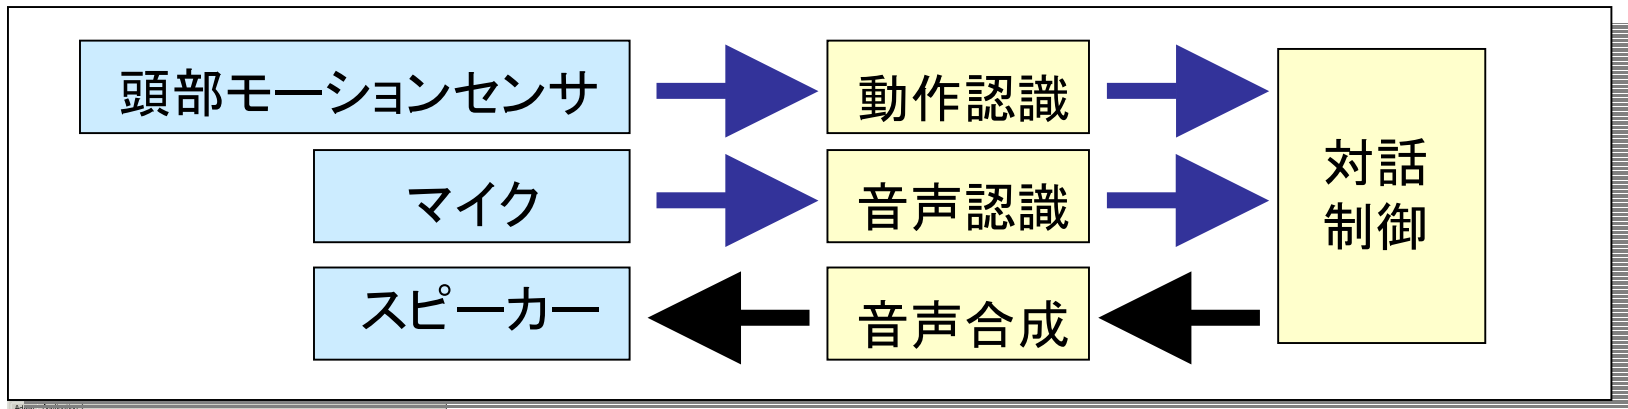 頭部モーションセンサ
動作認識
マイク
音声認識
対話
制御
スピーカー
音声合成